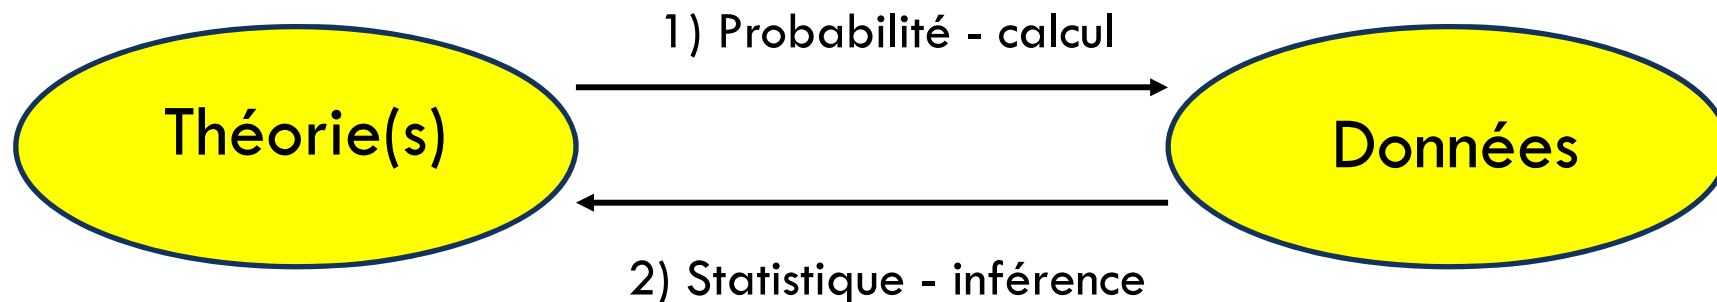 1) Probabilité - calcul
Théorie(s)
Données
2) Statistique - inférence